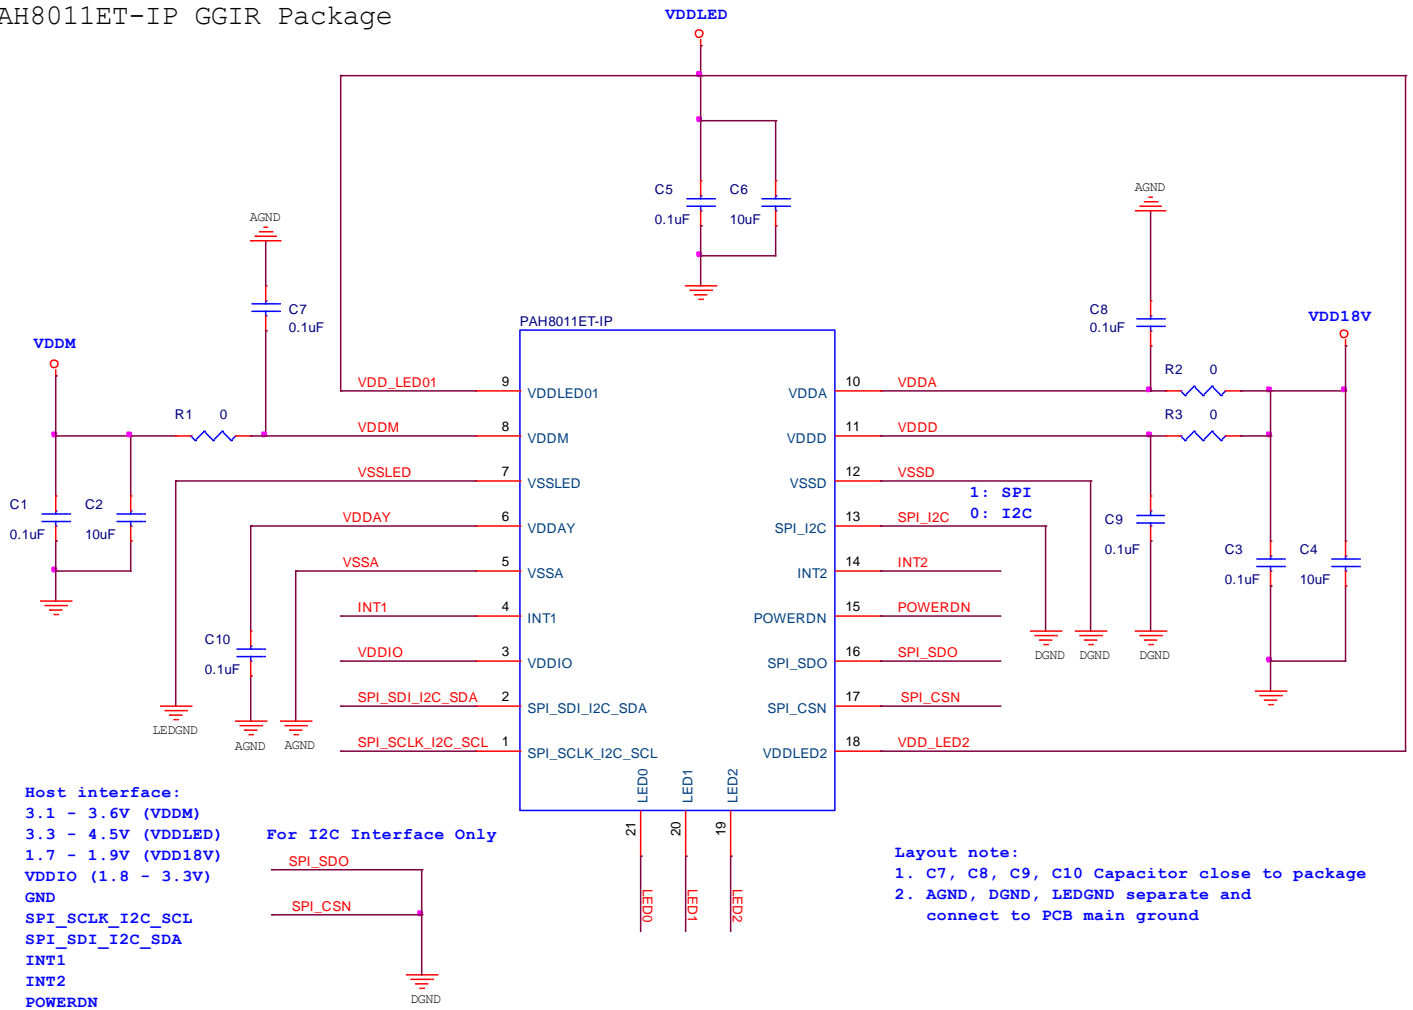 AH8011ET-IP GGIR Package
VDDLED
C5
0.1uF
C6
10uF
AGND
C7
0.1uF
AGND
C8
0.1uF
VDDM
VDD18V
PAH8011ET-IP
R1 0
R2 0
R3 0
C1
0.1uF
C2
10uF
VDD_LED01 9 VDDLED01
VDDM 8 VDDM
VSSLED 7 VSSLED
VDDAY 6 VDDAY
VSSA 5 VSSA
INT1 4 INT1
VDDIO 3 VDDIO
SPI_SDI_I2C_SDA 2 SPI_SDI_I2C_SDA
SPI_SCLK_I2C_SCL 1 SPI_SCLK_I2C_SCL
VDDA 10 VDDA
VDDD 11 VDDD
VSSD 12 VSSD
SPI_I2C 13 SPI_I2C
INT2 14 INT2
POWERDN 15 POWERDN
SPI_SDO 16 SPI_SDO
SPI_CSN 17 SPI_CSN
VDDLED2 18 VDD_LED2
1: SPI
0: I2C
C9
0.1uF
C3
0.1uF
C4
10uF
DGND
DGND
DGND
C10
0.1uF
LEDGND
AGND
AGND
LED0 21 LED0
LED1 20 LED1
LED2 19 LED2
Host interface:
3.1 - 3.6V (VDDM)
3.3 - 4.5V (VDDLED)
1.7 - 1.9V (VDD18V)
VDDIO (1.8 - 3.3V)
GND
SPI_SCLK_I2C_SCL
SPI_SDI_I2C_SDA
INT1
INT2
POWERDN
For I2C Interface Only
SPI_SDO
SPI_CSN
DGND
Layout note:
1. C7, C8, C9, C10 Capacitor close to package
2. AGND, DGND, LEDGND separate and
connect to PCB main ground